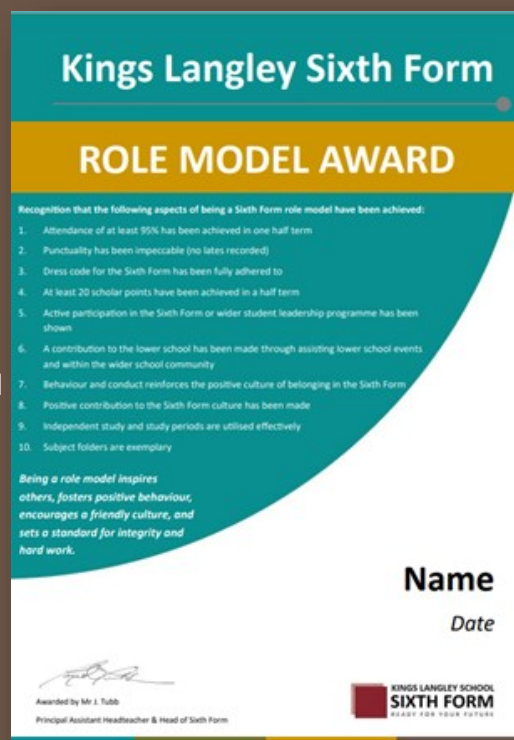 Kings Langley Sixth Form
ROLE MODEL AWARD
Recognition that the following aspects of being a Sixth Form role model have been achieved:
1. Attendance of at least 95% has been achieved in one half term
2. Punctuality has been impeccable (no lates recorded)
3. Dress code for the Sixth Form has been fully adhered to
4. At least 20 scholar points have been achieved in a half term
5. Active participation in the Sixth Form or wider student leadership programme has been
shown
6. A contribution to the lower school has been made through assisting lower school events
and within the wider school community
7. Behaviour and conduct reinforces the positive culture of belonging in the Sixth Form
8. Positive contribution to the Sixth Form culture has been made
9. Independent study and study periods are utilised effectively
10. Subject folders are exemplary
Being a role model inspires
others, fosters positive behaviour,
encourages a friendly culture, and
sets a standard for integrity and
hard work.
Name
Date
Awarded by Mr J. Tubb
Principal Assistant Headteacher & Head of Sixth Form
KINGS LANGLEY SCHOOL
SIXTH FORM
READY FOR YOUR FUTURE